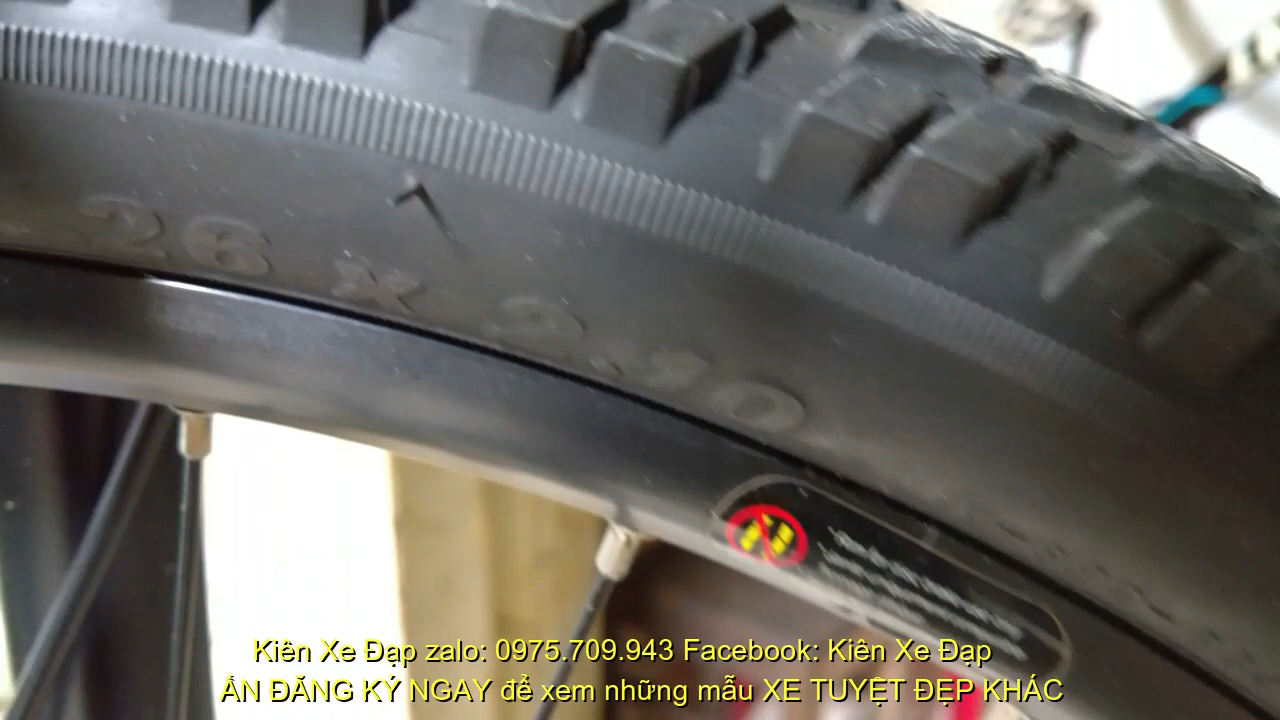 26 x 2.10
Kiên Xe Đạp zalo: 0975.709.943 Facebook: Kiên Xe Đạp
ẤN ĐĂNG KÝ NGAY để xem những mẫu XE TUYỆT ĐẸP KHÁC